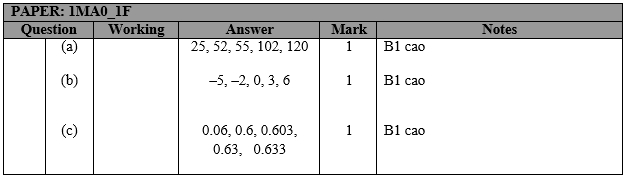 PAPER: 1MA0_1F
Question Working Answer Mark Notes
(a) 25, 52, 55, 102, 120 1 B1 cao
(b) –5, –2, 0, 3, 6 1 B1 cao
(c) 0.06, 0.6, 0.603, 1 B1 cao
0.63, 0.633